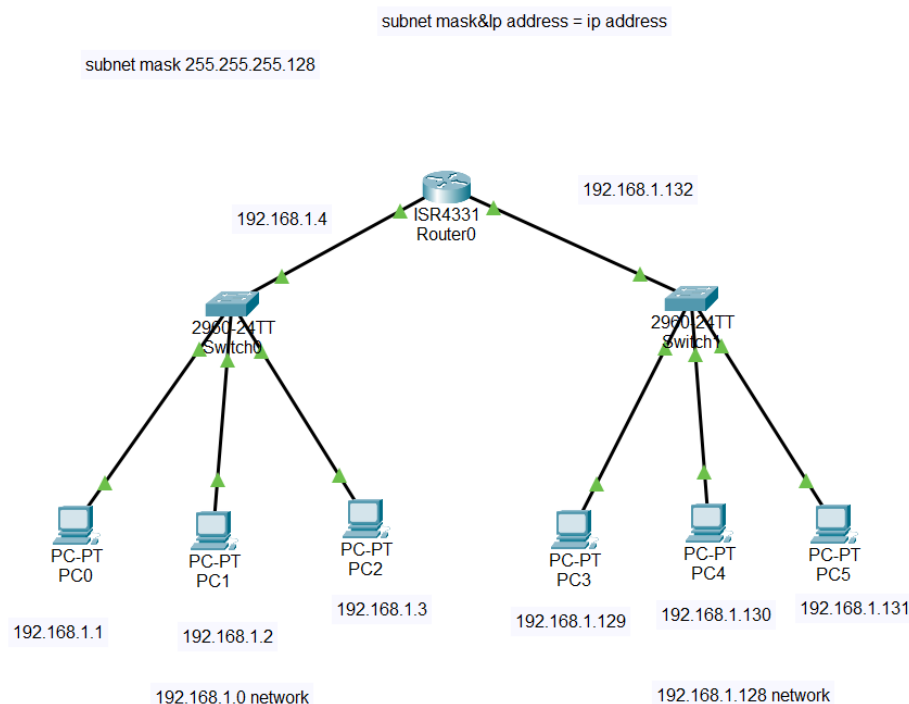 subnet mask&Ip address = ip address
subnet mask 255.255.255.128
192.168.1.132
192.168.1.4
ISR4331
Router0
2960-24TT
Switch0
2960-24TT
Switch1
PC-PT
PC0
PC-PT
PC1
PC-PT
PC2
PC-PT
PC3
PC-PT
PC4
PC-PT
PC5
192.168.1.1
192.168.1.2
192.168.1.3
192.168.1.129
192.168.1.130
192.168.1.131
192.168.1.0 network
192.168.1.128 network